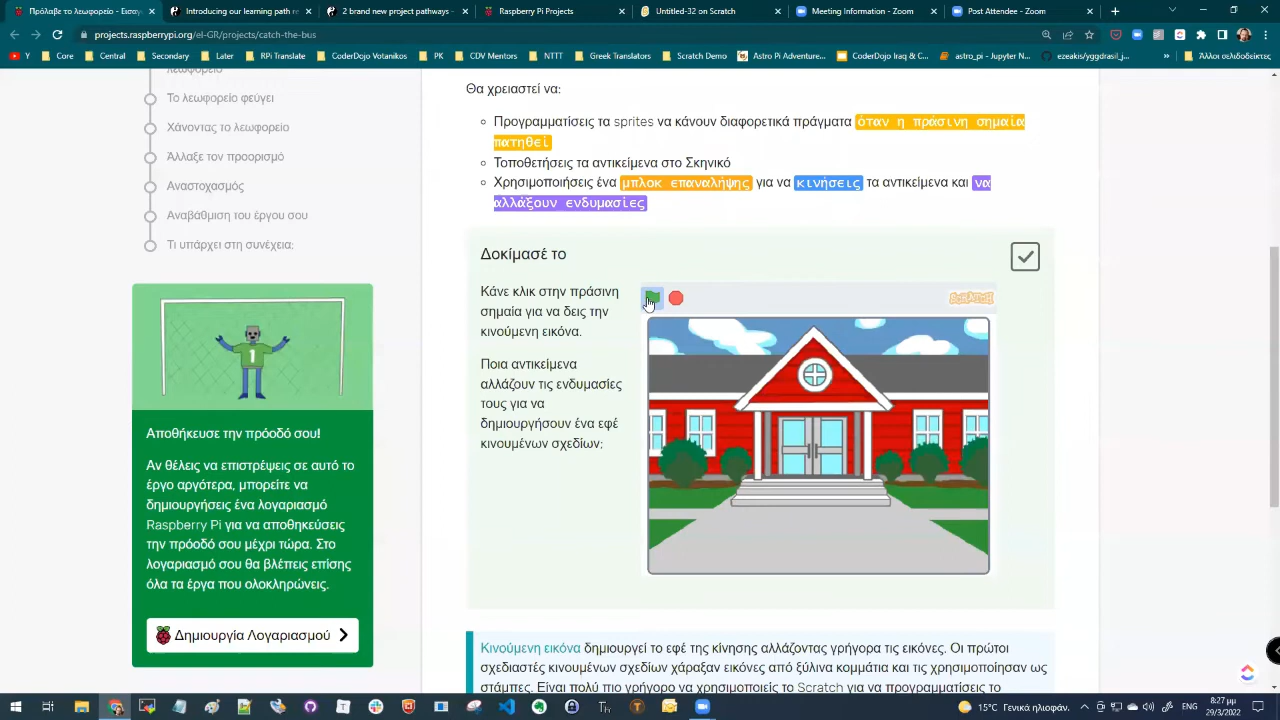 Πρόλαβε το λεωφορείο - Εισαγ
Introducing our learning path re
2 brand new project pathways -
Raspberry Pi Projects
Untitled-32 on Scratch
Meeting Information - Zoom
Post Attendee - Zoom
projects.raspberrypi.org/el-GR/projects/catch-the-bus
Y
Core
Central
Secondary
Later
RPi Translate
CoderDojo Votanikos
PK
CDV Mentors
NTTT
Greek Translators
Scratch Demo
Astro Pi Adventure...
CoderDojo Iraq & C...
astro_pi - Jupyter N...
ezeakis/yggdrasil_j...
»
Άλλοι σελιδοδείκτες
λεωφορείο
Το λεωφορείο φεύγει
Χάνοντας το λεωφορείο
Άλλαξε τον προορισμό
Αναστοχασμός
Αναβάθμιση του έργου σου
Τι υπάρχει στη συνέχεια;
1
Αποθήκευσε την πρόοδό σου!
Αν θέλεις να επιστρέψεις σε αυτό το
έργο αργότερα, μπορείτε να
δημιουργήσεις ένα λογαριασμό
Raspberry Pi για να αποθηκεύσεις
την πρόοδό σου μέχρι τώρα. Στο
λογαριασμό σου θα βλέπεις επίσης
όλα τα έργα που ολοκληρώνεις.
Δημιουργία Λογαριασμού
Θα χρειαστεί να:
Προγραμματίσεις τα sprites να κάνουν διαφορετικά πράγματα όταν η πράσινη σημαία
πατηθεί
Τοποθετήσεις τα αντικείμενα στο Σκηνικό
Χρησιμοποιήσεις ένα μπλοκ επαναλήψης για να κινήσεις τα αντικείμενα και να
αλλάξουν ενδυμασίες
Δοκίμασέ το
Κάνε κλικ στην πράσινη
σημαία για να δεις την
κινούμενη εικόνα.
Ποια αντικείμενα
αλλάζουν τις ενδυμασίες
τους για να
δημιουργήσουν ένα εφέ
κινουμένων σχεδίων;
SCRATCH
Κινούμενη εικόνα δημιουργεί το εφέ της κίνησης αλλάζοντας γρήγορα τις εικόνες. Οι πρώτοι
σχεδιαστές κινουμένων σχεδίων χάραξαν εικόνες από ξύλινα κομμάτια και τις χρησιμοποίησαν ως
στάμπες. Είναι πολύ πιο γρήγορο να χρησιμοποιείς το Scratch για να προγραμματίσεις το
15°C Γενικά ηλιοφάν.
ENG
8:27 μμ
29/3/2022